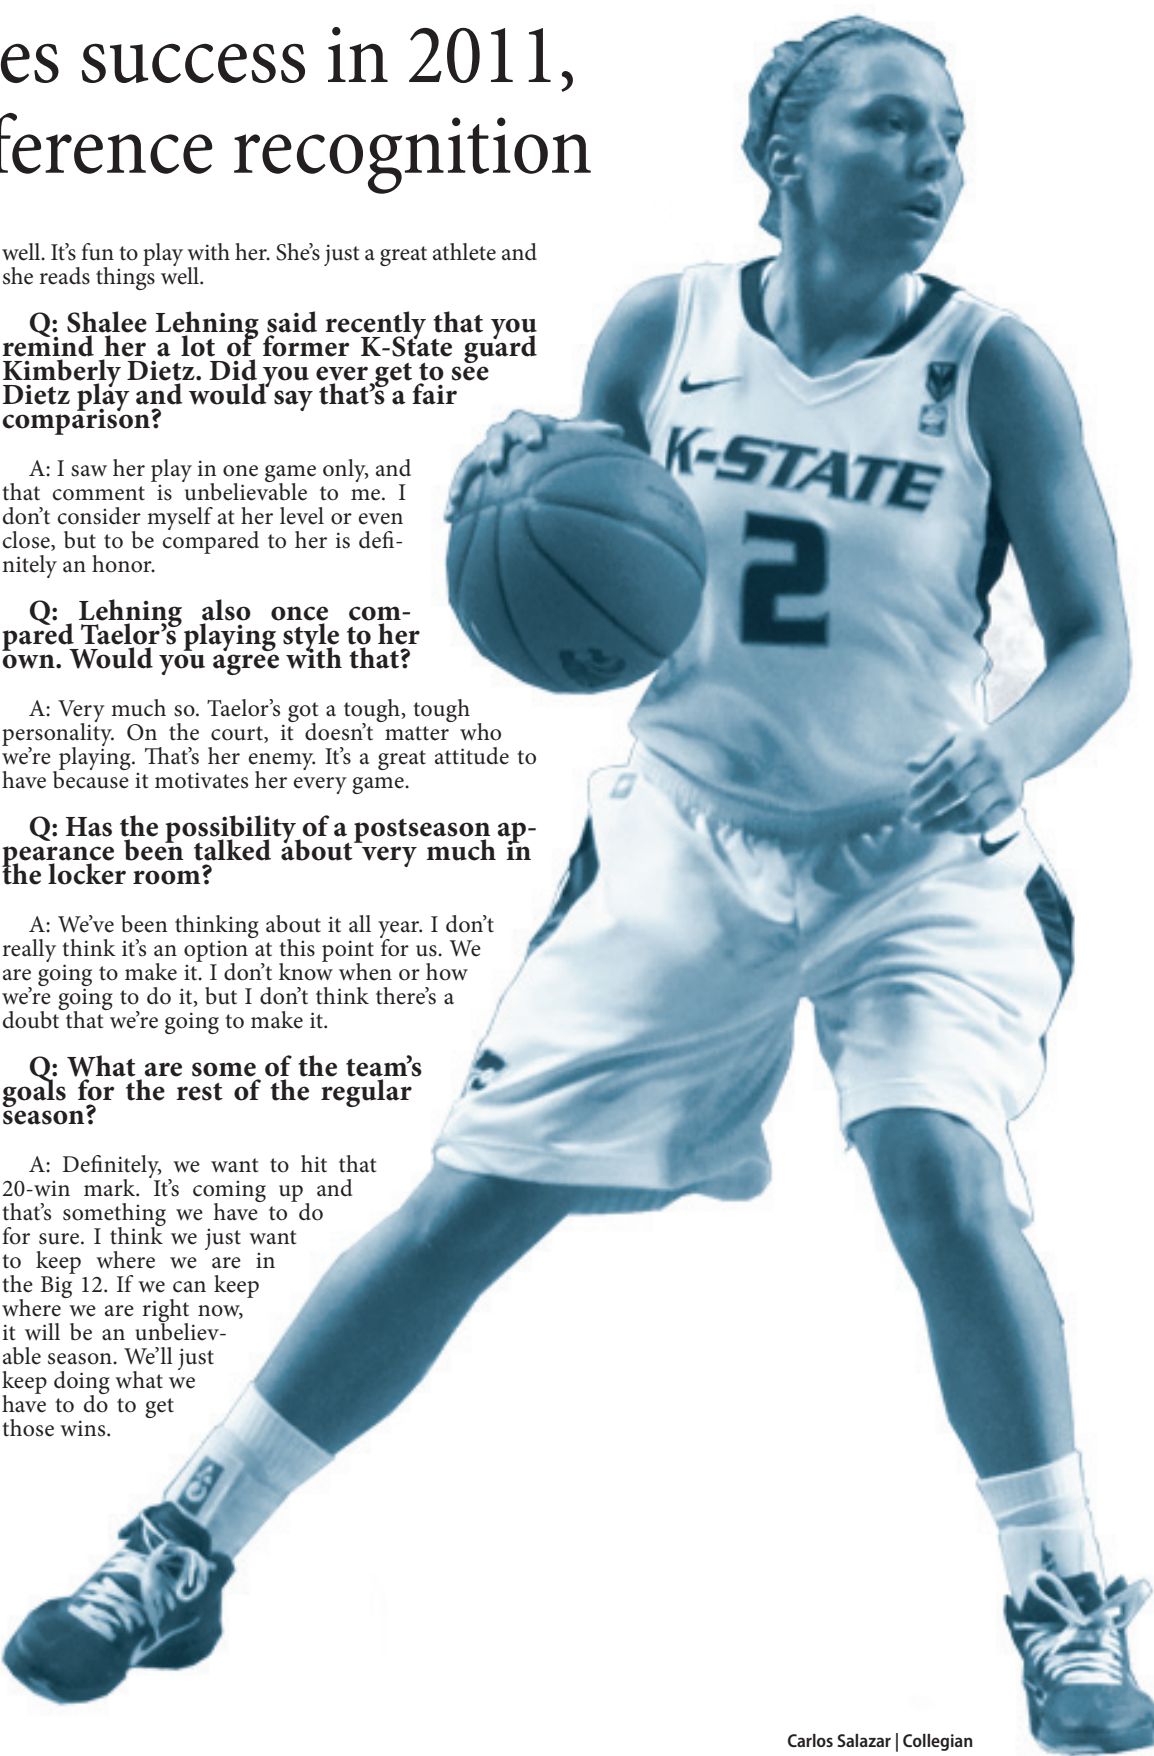 es success in 2011,
ference recognition
well. It's fun to play with her. She's just a great athlete and
she reads things well.
Q: Shalee Lehning said recently that you
remind her a lot of former K-State guard
Kimberly Dietz. Did you ever get to see
Dietz play and would say that's a fair
comparison?
A: I saw her play in one game only, and
that comment is unbelievable to me. I
don't consider myself at her level or even
close, but to be compared to her is defi-
nitely an honor.
Q: Lehning also once com-
pared Taelor's playing style to her
own. Would you agree with that?
A: Very much so. Taelor's got a tough, tough
personality. On the court, it doesn't matter who
we're playing. That's her enemy. It's a great attitude to
have because it motivates her every game.
Q: Has the possibility of a postseason ap-
pearance been talked about very much in
the locker room?
A: We've been thinking about it all year. I don't
really think it's an option at this point for us. We
are going to make it. I don't know when or how
we're going to do it, but I don't think there's a
doubt that we're going to make it.
Q: What are some of the team's
goals for the rest of the regular
season?
A: Definitely, we want to hit that
20-win mark. It's coming up and
that's something we have to do
for sure. I think we just want
to keep where we are in
the Big 12. If we can keep
where we are right now,
it will be an unbeliev-
able season. We'll just
keep doing what we
have to do to get
those wins.
K-STATE
2
Carlos Salazar | Collegian